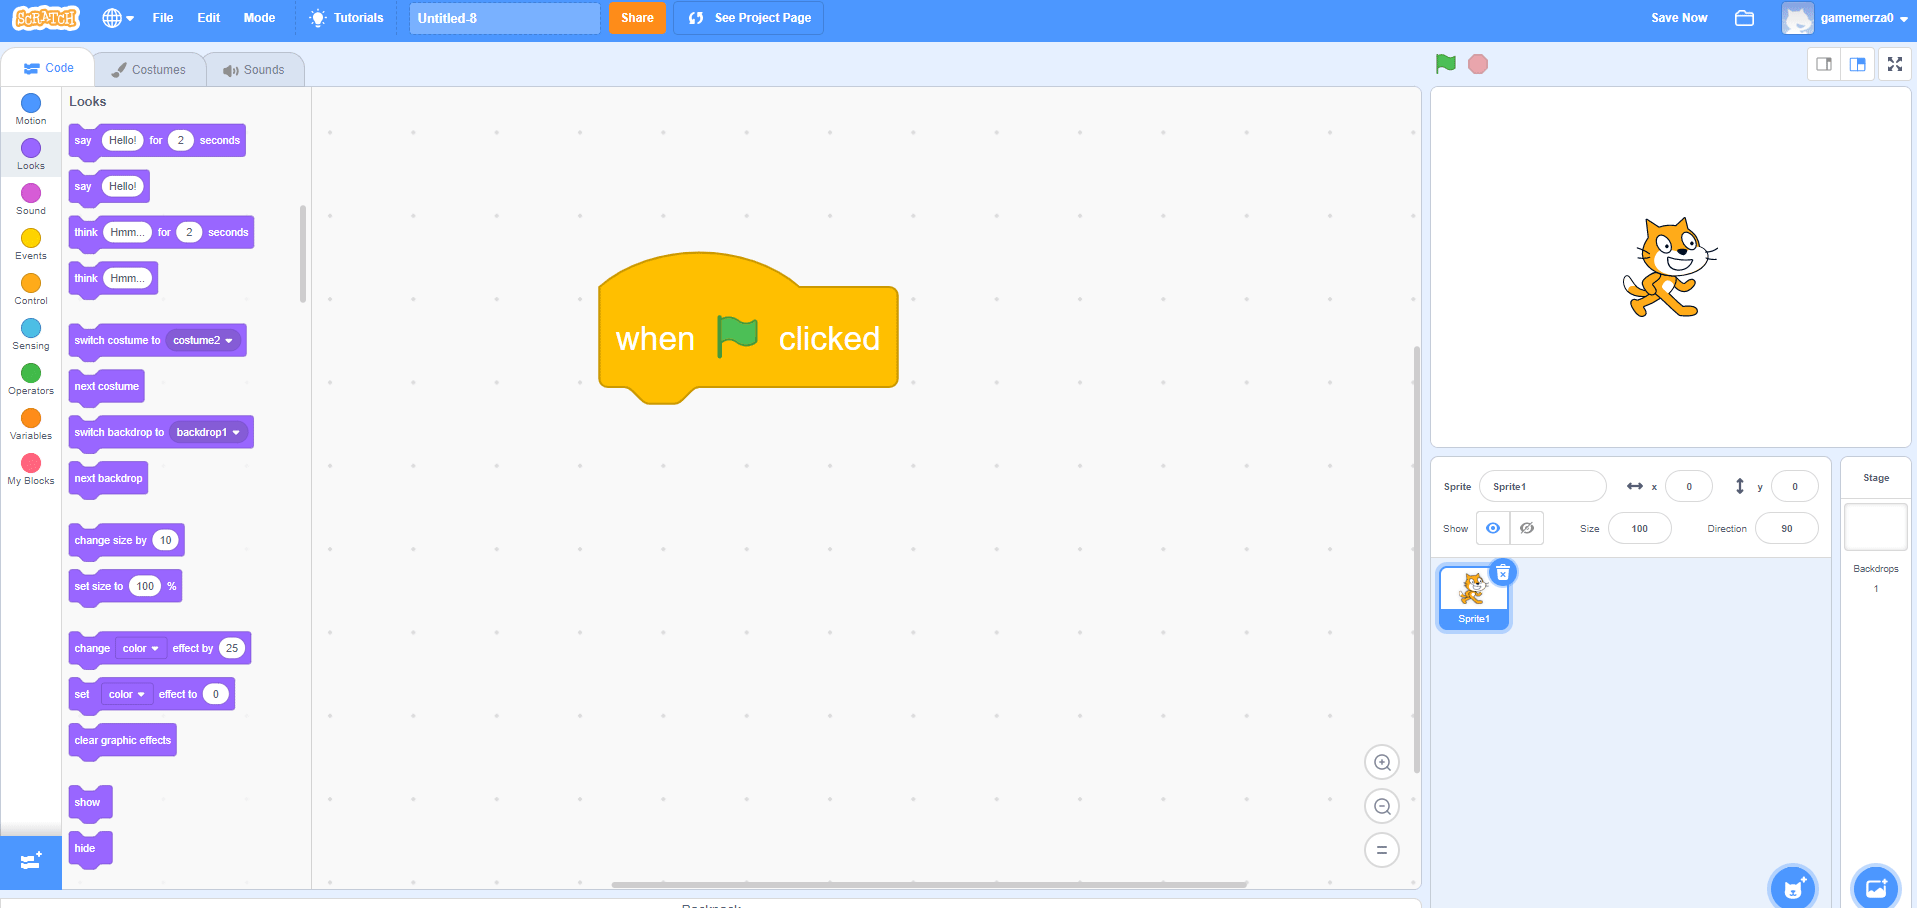 SCRATCH
File
Edit
Mode
Tutorials
Untitled-8
Share
See Project Page
Save Now
gamemerza0
Code
Costumes
Sounds
Motion
Looks
Sound
Events
Control
Sensing
Operators
Variables
My Blocks
Looks
say Hello! for 2 seconds
say Hello!
think Hmm... for 2 seconds
think Hmm...
switch costume to costume2
next costume
switch backdrop to backdrop1
next backdrop
change size by 10
set size to 100 %
change color effect by 25
set color effect to 0
clear graphic effects
show
hide
when clicked
Sprite Sprite1 x 0 y 0
Show Size 100 Direction 90
Sprite1
Stage
Backdrops
1
Backpack